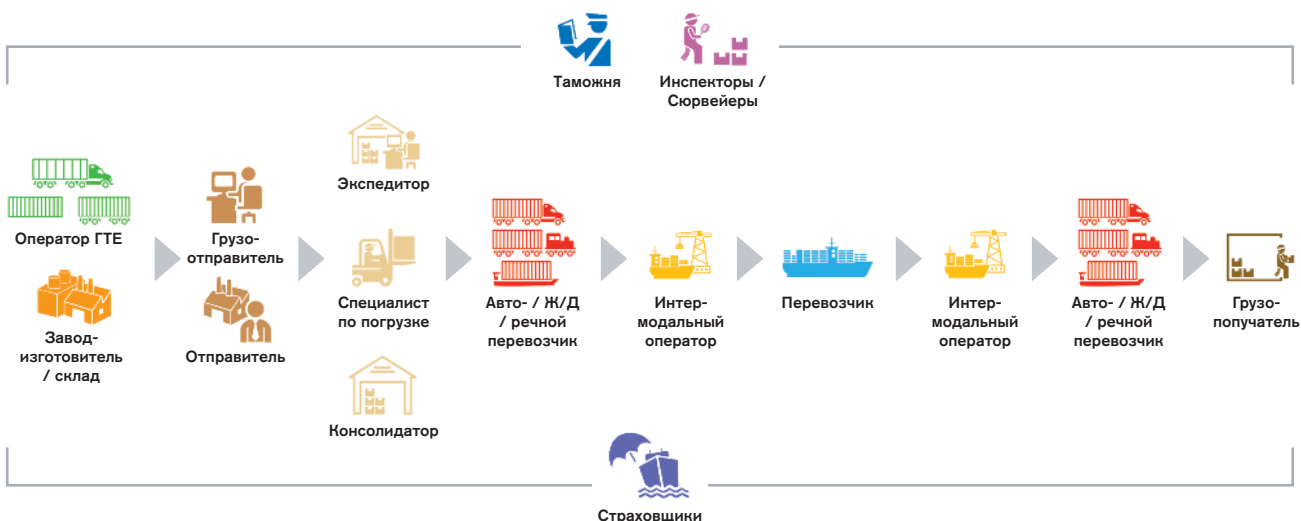 Таможня
Инспекторы /
Сюрвейеры
Оператор ГТЕ
Завод-
изготовитель
/ склад
Грузо-
отправитель
Отправитель
Экспедитор
Специалист
по погрузке
Консолидатор
Авто- / Ж/Д
/ речной
перевозчик
Интер-
модальный
оператор
Перевозчик
Интер-
модальный
оператор
Авто- / Ж/Д
/ речной
перевозчик
Грузо-
попучатель
Страховщики